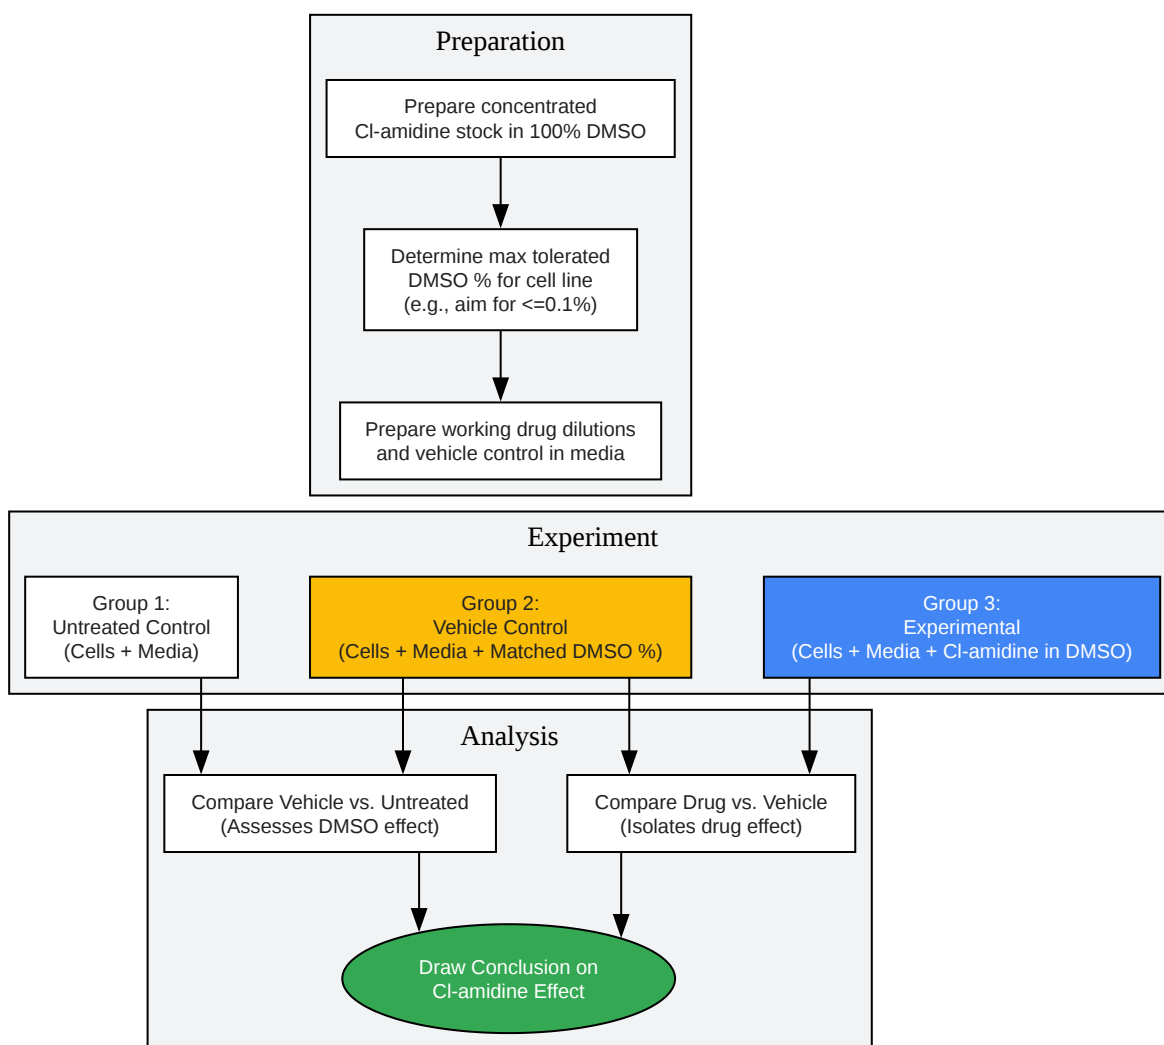 Preparation
Prepare concentrated
Cl-amidine stock in 100% DMSO
Determine max tolerated
DMSO % for cell line
(e.g., aim for <=0.1%)
Prepare working drug dilutions
and vehicle control in media
Experiment
Group 1:
Untreated Control
(Cells + Media)
Group 2:
Vehicle Control
(Cells + Media + Matched DMSO %)
Group 3:
Experimental
(Cells + Media + Cl-amidine in DMSO)
Analysis
Compare Vehicle vs. Untreated
(Assesses DMSO effect)
Compare Drug vs. Vehicle
(Isolates drug effect)
Draw Conclusion on
Cl-amidine Effect